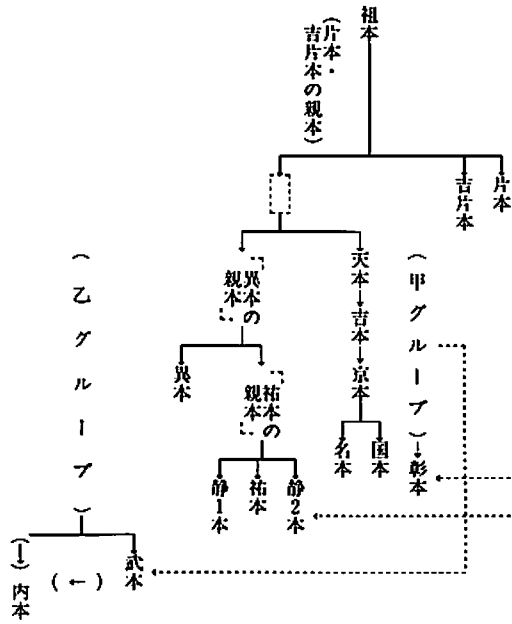 祖本
(片本・
吉片本の親本)
片本
吉片本
天本
吉本
京本
国本
名本
(甲グループ)
彰本
「異本の
親本」
異本
「祐本の
親本」
静2本
祐本
静1本
(乙グループ)
武本
(←)
(→)内本